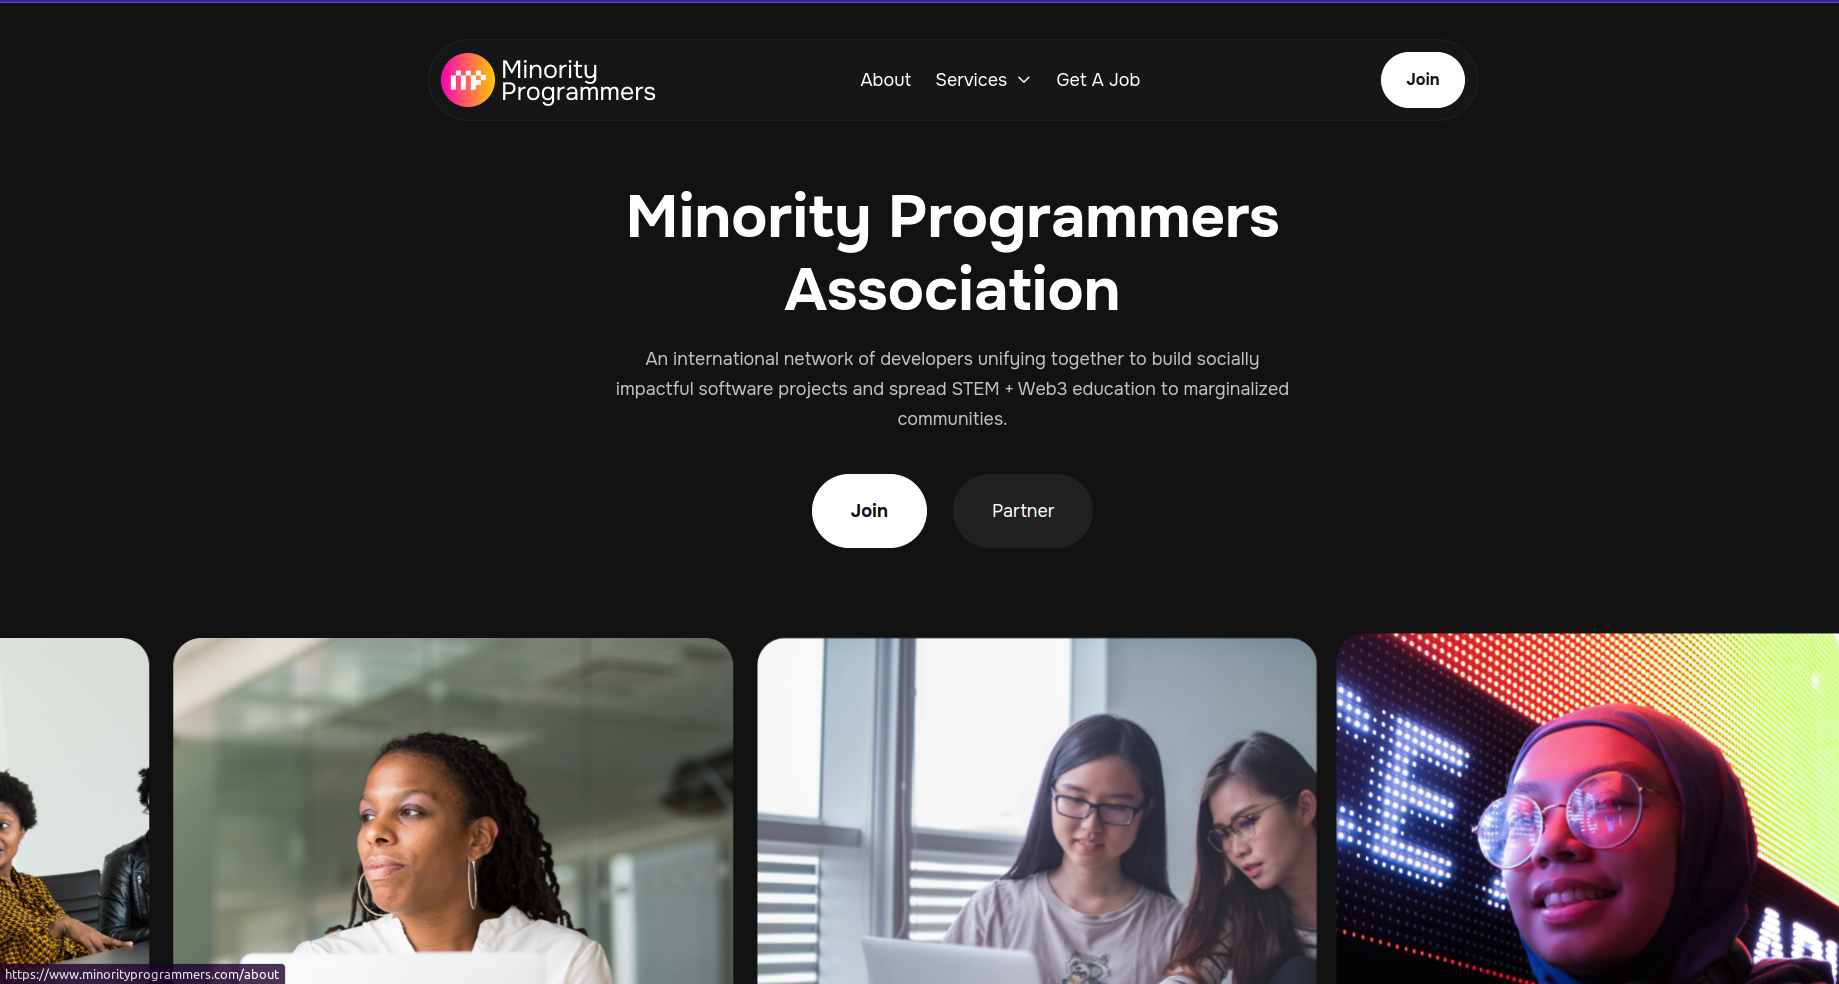 Minority
Programmers
About
Services
Get A Job
Join
Minority Programmers
Association
An international network of developers unifying together to build socially
impactful software projects and spread STEM + Web3 education to marginalized
communities.
Join
Partner
E
https://www.minorityprogrammers.com/about